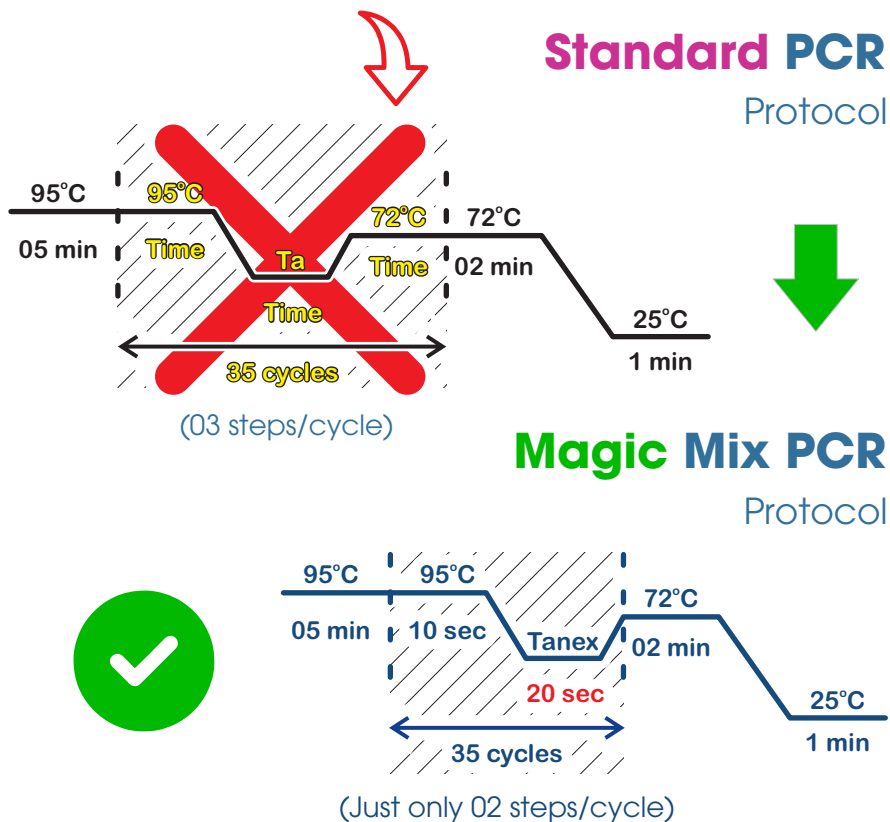 Standard PCR
Protocol
95°C 95°C 72°C 72°C
05 min Time Ta Time 02 min
Time
25°C
35 cycles 1 min
(03 steps/cycle)
Magic Mix PCR
Protocol
95°C 95°C 72°C
05 min 10 sec Tanex 02 min
20 sec 25°C
35 cycles 1 min
(Just only 02 steps/cycle)